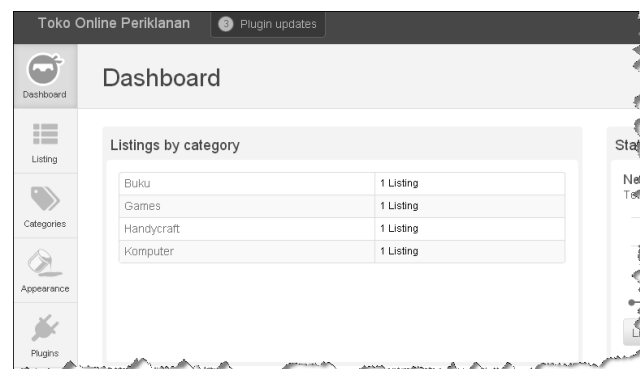 Toko Online Periklanan
3 Plugin updates
Dashboard
Dashboard
Listing
Categories
Appearance
Plugins
Listings by category
Buku 1 Listing
Games 1 Listing
Handycraft 1 Listing
Komputer 1 Listing